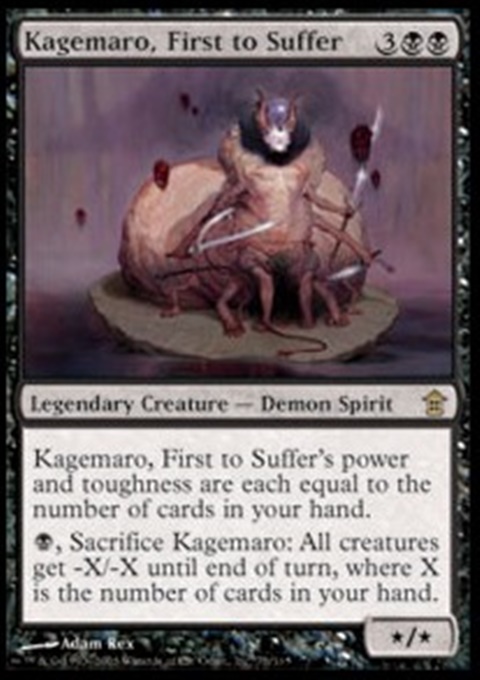 Kagemaro, First to Suffer 3
Legendary Creature — Demon Spirit
Kagemaro, First to Suffer's power
and toughness are each equal to the
number of cards in your hand.
, Sacrifice Kagemaro: All creatures
get -X/-X until end of turn, where X
is the number of cards in your hand.
★/★
Adam Rex